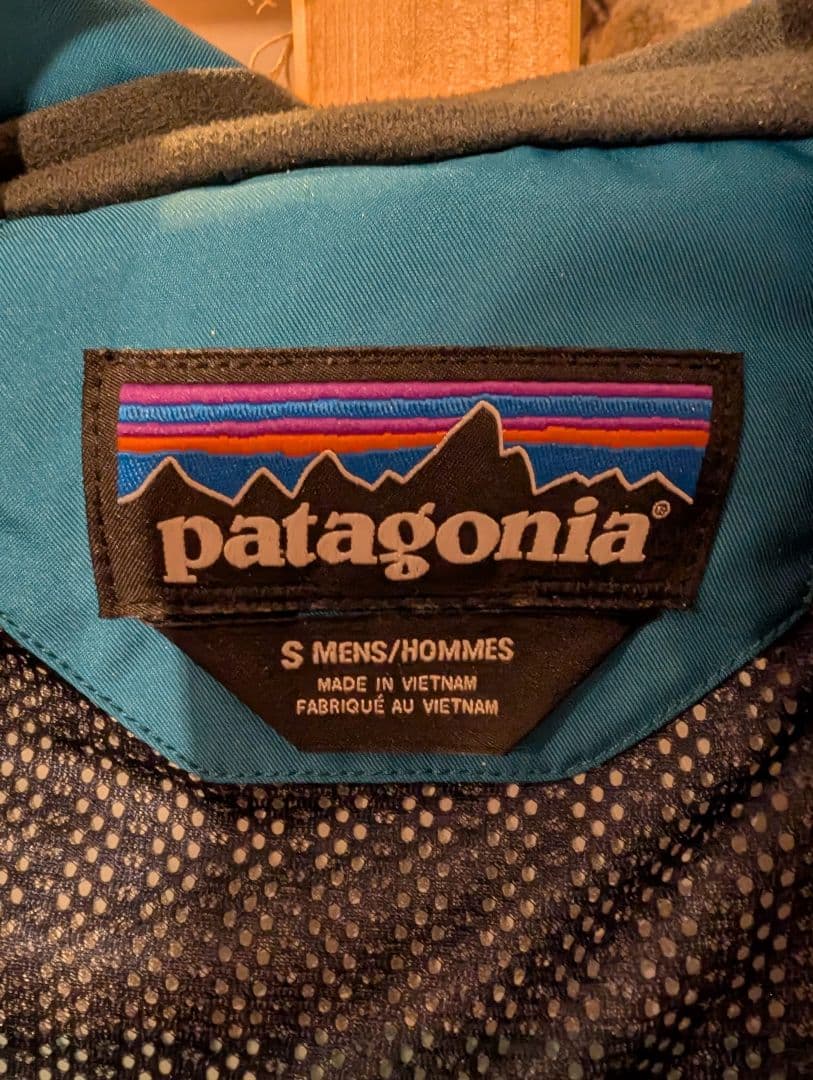 patagonia®
S MENS/HOMMES
MADE IN VIETNAM
FABRIQUÉ AU VIETNAM